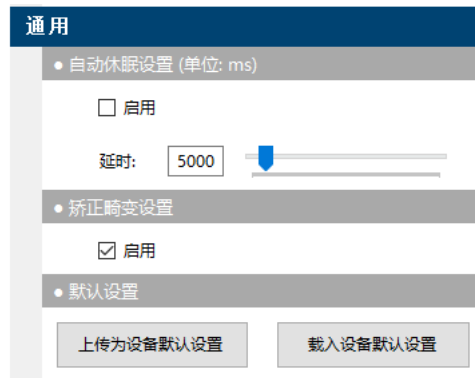 通用
● 自动休眠设置 (单位: ms)
启用
延时: 5000
● 矫正畸变设置
启用
● 默认设置
上传为设备默认设置 载入设备默认设置